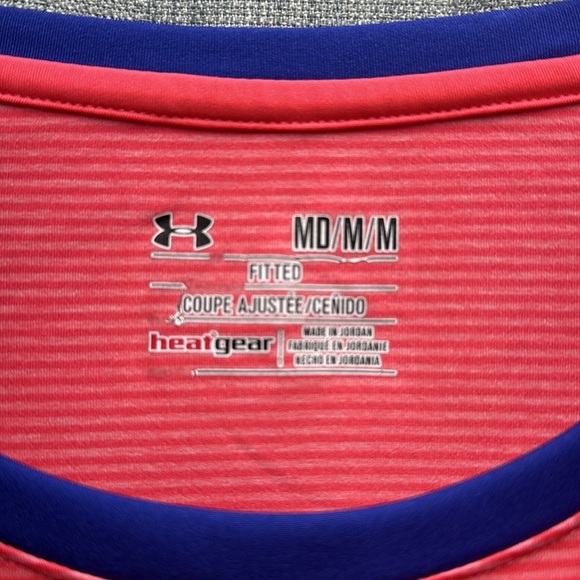 MD/M/M
FITTED
COUPE AJUSTÉE/CEÑIDO
heatgear
MADE IN JORDAN
FABRIQUÉ EN JORDANIE
HECHO EN JORDANIA